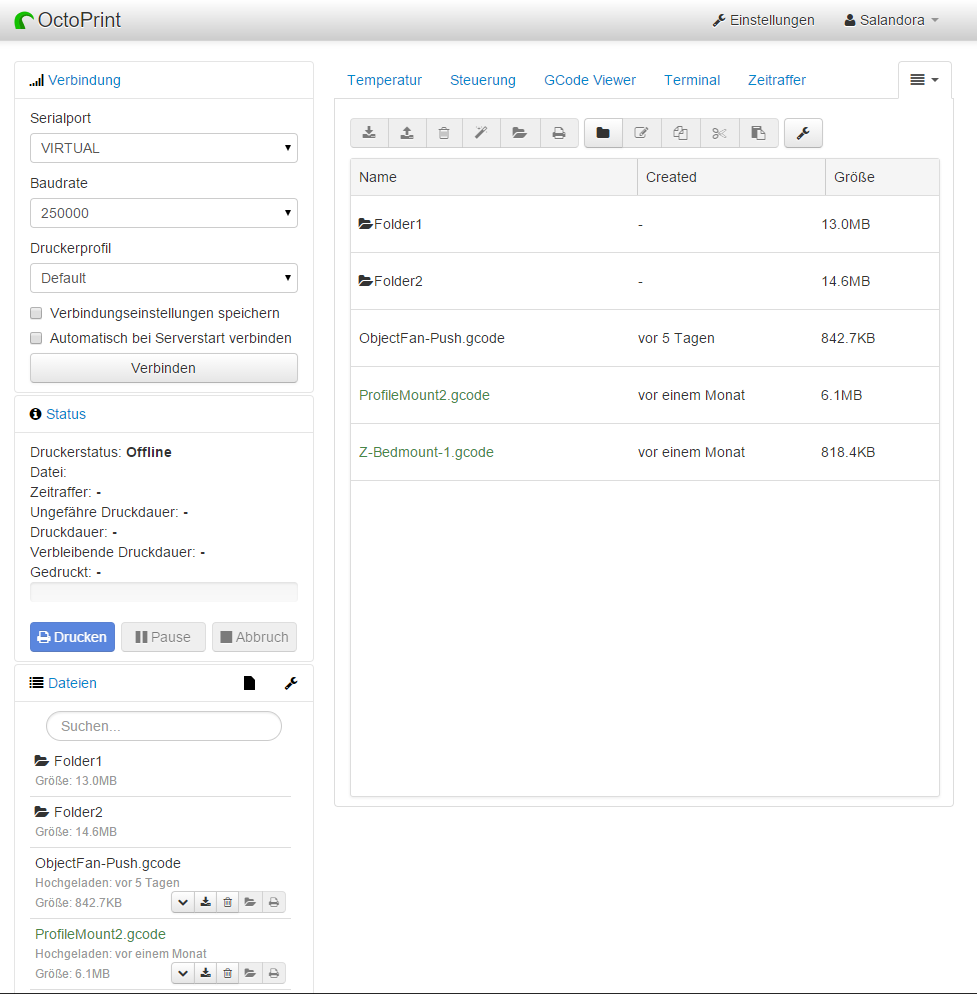 OctoPrint
Einstellungen
Salandora
Verbindung
Serialport
VIRTUAL
Baudrate
250000
Druckerprofil
Default
Verbindungseinstellungen speichern
Automatisch bei Serverstart verbinden
Verbinden
Status
Druckerstatus: Offline
Datei:
Zeitraffer: -
Ungefähre Druckdauer: -
Druckdauer: -
Verbleibende Druckdauer: -
Gedruckt: -
Drucken Pause Abbruch
Dateien
Suchen...
Folder1
Größe: 13.0MB
Folder2
Größe: 14.6MB
ObjectFan-Push.gcode
Hochgeladen: vor 5 Tagen
Größe: 842.7KB
ProfileMount2.gcode
Hochgeladen: vor einem Monat
Größe: 6.1MB
Temperatur Steuerung GCode Viewer Terminal Zeitraffer
Name Created Größe
Folder1 - 13.0MB
Folder2 - 14.6MB
ObjectFan-Push.gcode vor 5 Tagen 842.7KB
ProfileMount2.gcode vor einem Monat 6.1MB
Z-Bedmount-1.gcode vor einem Monat 818.4KB